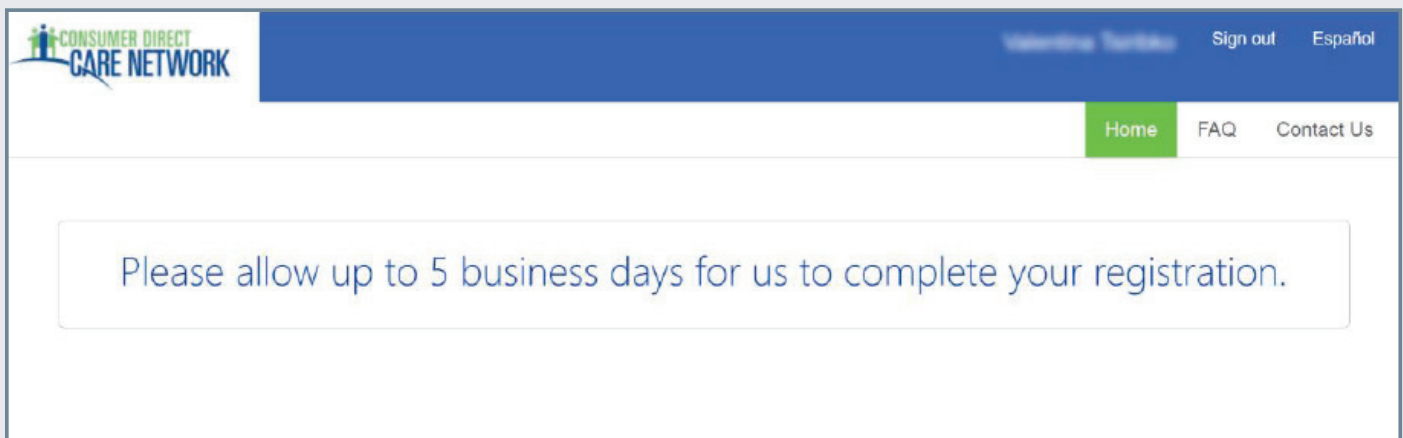 CONSUMER DIRECT
CARE NETWORK
Sign out Español
Home FAQ Contact Us
Please allow up to 5 business days for us to complete your registration.